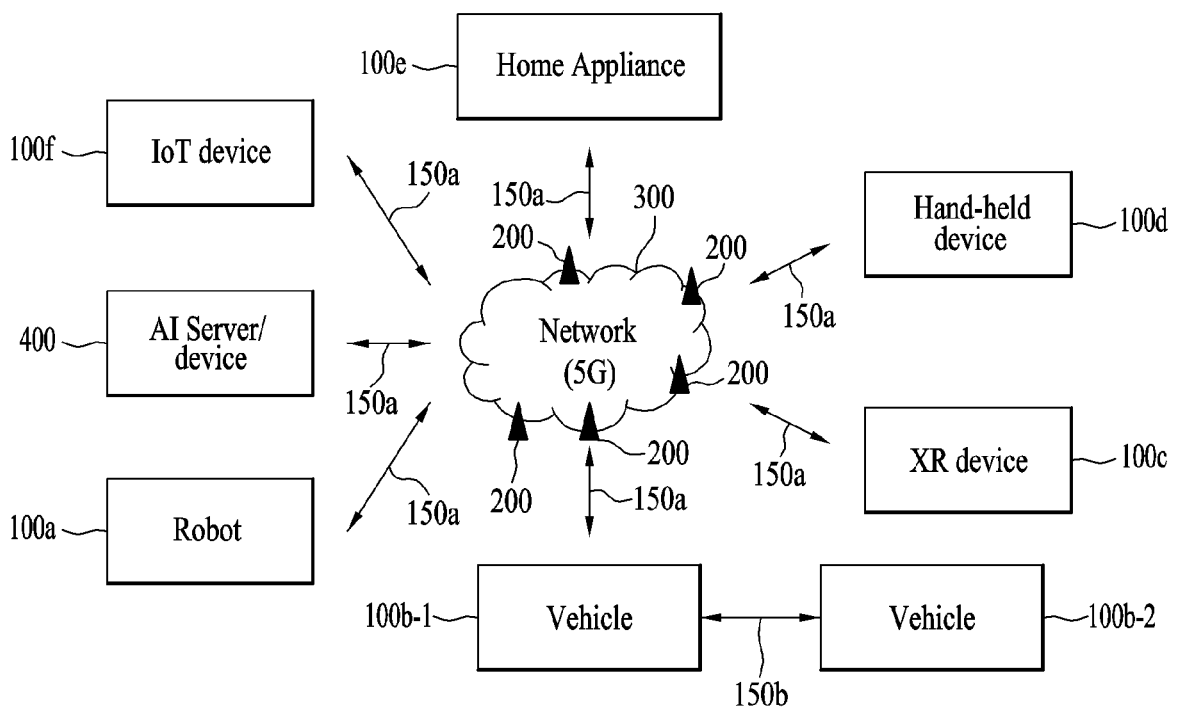 100e
Home Appliance
100f
IoT device
150a
150a
300
200
200
Hand-held
device
100d
150a
400
AI Server/
device
150a
Network
(5G)
200
150a
XR device
100c
200
200
150a
150a
100a
Robot
100b-1
Vehicle
Vehicle
100b-2
150b